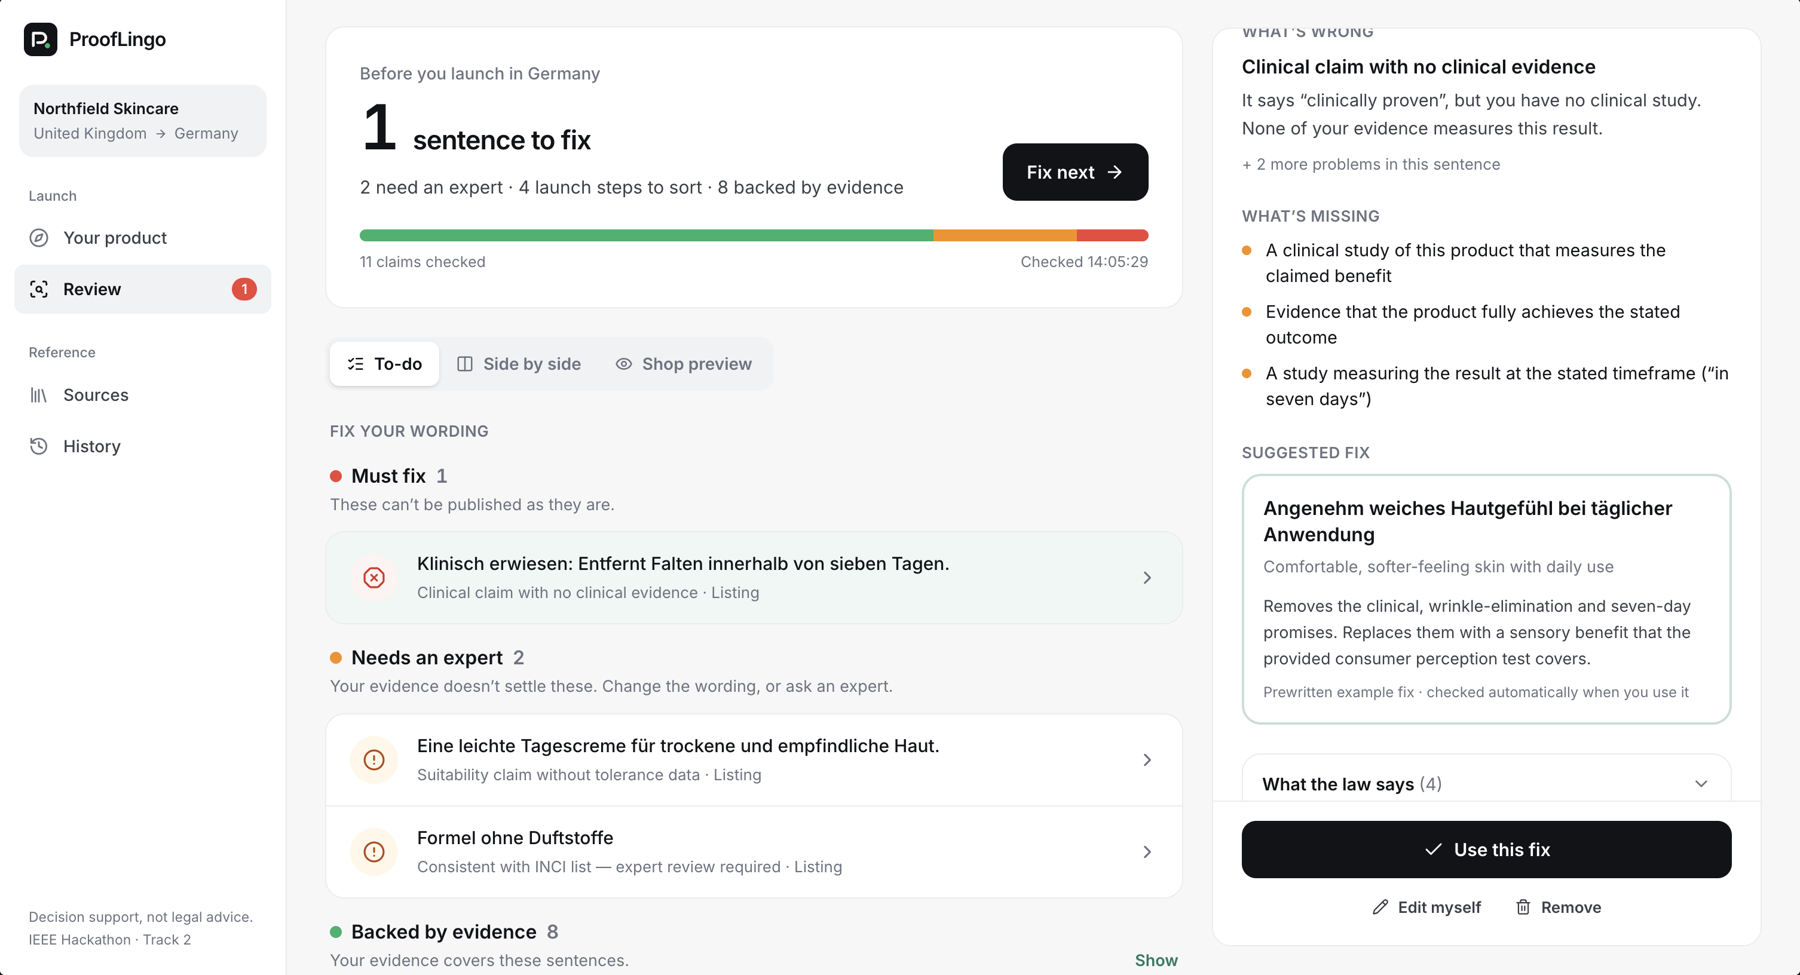 ProofLingo
Northfield Skincare
United Kingdom → Germany
Launch
Your product
Review
1
Reference
Sources
History
Decision support, not legal advice.
IEEE Hackathon · Track 2
Before you launch in Germany
1 sentence to fix
2 need an expert · 4 launch steps to sort · 8 backed by evidence
Fix next →
11 claims checked
Checked 14:05:29
To-do
Side by side
Shop preview
FIX YOUR WORDING
Must fix 1
These can’t be published as they are.
Klinisch erwiesen: Entfernt Falten innerhalb von sieben Tagen.
Clinical claim with no clinical evidence · Listing
Needs an expert 2
Your evidence doesn’t settle these. Change the wording, or ask an expert.
Eine leichte Tagescreme für trockene und empfindliche Haut.
Suitability claim without tolerance data · Listing
Formel ohne Duftstoffe
Consistent with INCI list — expert review required · Listing
Backed by evidence 8
Your evidence covers these sentences.
Show
WHAT’S WRONG
Clinical claim with no clinical evidence
It says “clinically proven”, but you have no clinical study.
None of your evidence measures this result.
+ 2 more problems in this sentence
WHAT’S MISSING
A clinical study of this product that measures the
claimed benefit
Evidence that the product fully achieves the stated
outcome
A study measuring the result at the stated timeframe (“in
seven days”)
SUGGESTED FIX
Angenehm weiches Hautgefühl bei täglicher
Anwendung
Comfortable, softer-feeling skin with daily use
Removes the clinical, wrinkle-elimination and seven-day
promises. Replaces them with a sensory benefit that the
provided consumer perception test covers.
Prewritten example fix · checked automatically when you use it
What the law says (4)
Use this fix
Edit myself
Remove